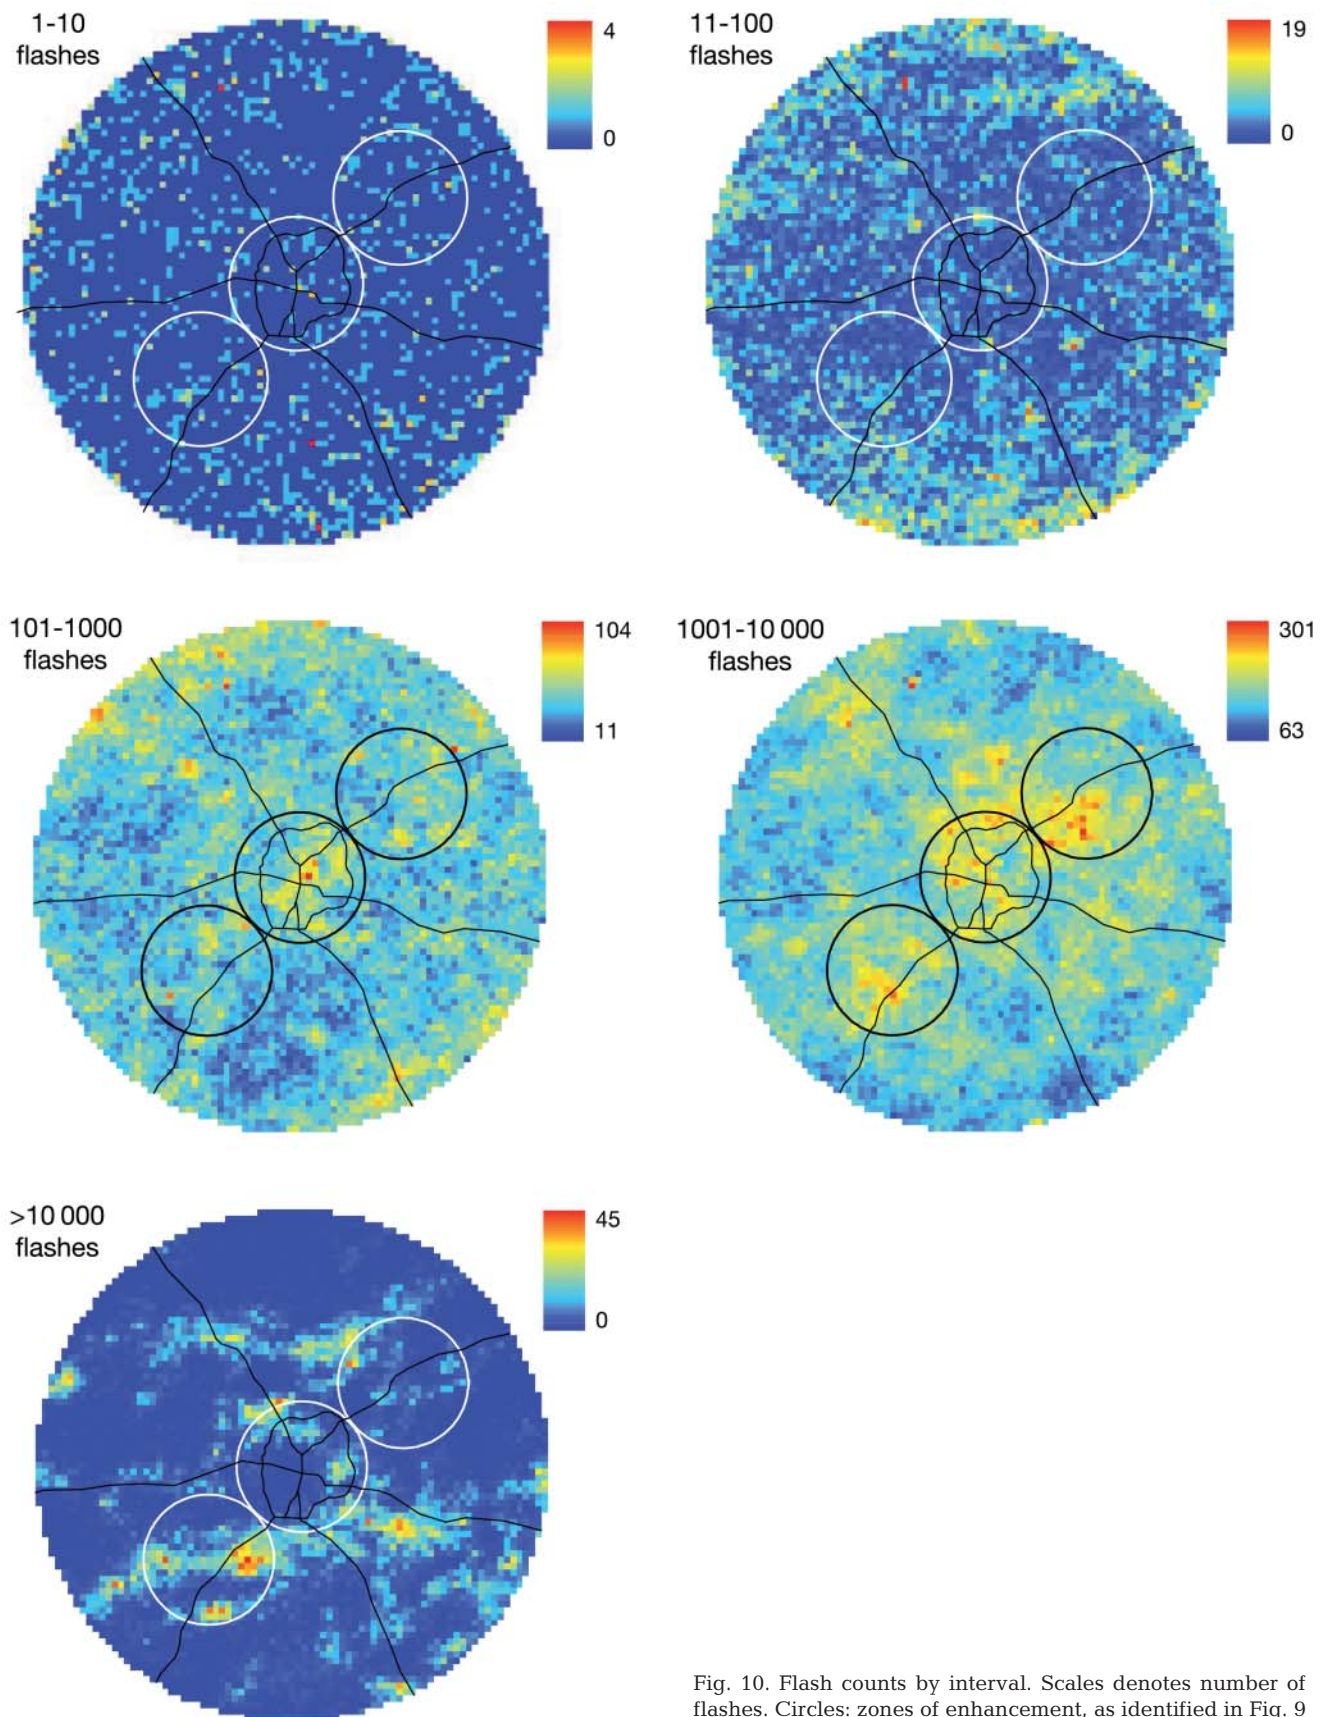 1-10
flashes
4
0
11-100
flashes
19
0
101-1000
flashes
104
11
1001-10 000
flashes
301
63
>10 000
flashes
45
0
Fig. 10. Flash counts by interval. Scales denotes number of
flashes. Circles: zones of enhancement, as identified in Fig. 9